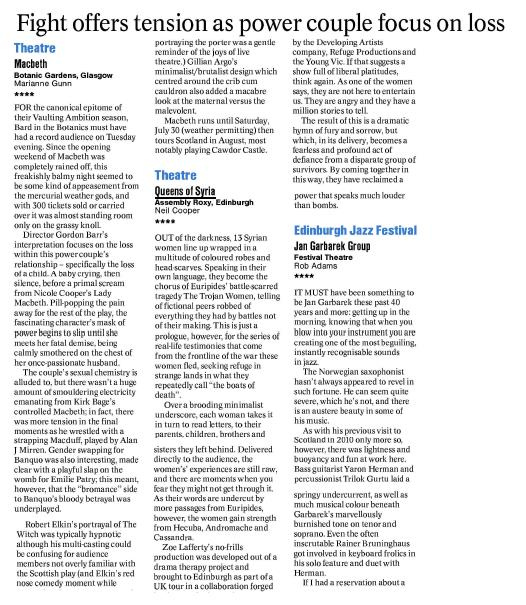 Fight offers tension as power couple focus on loss
Theatre
Macbeth
Botanic Gardens, Glasgow
Marianne Gunn
****
FOR the canonical epitome of
their Vaulting Ambition season,
Bard in the Botanics must have
had a record audience on Tuesday
evening. Since the opening
weekend of Macbeth was
completely rained off, this
freakishly balmy night seemed to
be some kind of appeasement from
the mercurial weather gods, and
with 300 tickets sold or carried
over it was almost standing room
only on the grassy knoll.
Director Gordon Barr's
interpretation focuses on the loss
within this power couple's
relationship – specifically the loss
of a child. A baby crying, then
silence, before a primal scream
from Nicole Cooper's Lady
Macbeth. Pill-popping the pain
away for the rest of the play, the
fascinating character's mask of
power begins to slip until she
meets her fatal demise, being
calmly smothered on the chest of
her once-passionate husband.
The couple's sexual chemistry is
alluded to, but there wasn't a huge
amount of smouldering electricity
emanating from Kirk Bage's
controlled Macbeth; in fact, there
was more tension in the final
moments as he wrestled with a
strapping Macduff, played by Alan
J Mirren. Gender swapping for
Banquo was also interesting, made
clear with a playful slap on the
womb for Emilie Patry; this meant,
however, that the "bromance" side
to Banquo's bloody betrayal was
underplayed.
Robert Elkin's portrayal of The
Witch was typically hypnotic
although his multi-casting could
be confusing for audience
members not overly familiar with
the Scottish play (and Elkin's red
nose comedy moment while
portraying the porter was a gentle
reminder of the joys of live
theatre.) Gillian Argo's
minimalist/brutalist design which
centred around the crib cum
cauldron also added a macabre
look at the maternal versus the
malevolent.
Macbeth runs until Saturday,
July 30 (weather permitting) then
tours Scotland in August, most
notably playing Cawdor Castle.
Theatre
Queens of Syria
Assembly Roxy, Edinburgh
Neil Cooper
****
OUT of the darkness, 13 Syrian
women line up wrapped in a
multitude of coloured robes and
head-scarves. Speaking in their
own language, they become the
chorus of Euripides' battle-scarred
tragedy The Trojan Women, telling
of fictional peers robbed of
everything they had by battles not
of their making. This is just a
prologue, however, for the series of
real-life testimonies that come
from the frontline of the war these
women fled, seeking refuge in
strange lands in what they
repeatedly call "the boats of
death".
Over a brooding minimalist
underscore, each woman takes it
in turn to read letters, to their
parents, children, brothers and
sisters they left behind. Delivered
directly to the audience, the
women's experiences are still raw,
and there are moments when you
fear they might not get through it.
As their words are undercut by
more passages from Euripides,
however, the women gain strength
from Hecuba, Andromache and
Cassandra.
Zoe Lafferty's no-frills
production was developed out of a
drama therapy project and
brought to Edinburgh as part of a
UK tour in a collaboration forged
by the Developing Artists
company, Refuge Productions and
the Young Vic. If that suggests a
show full of liberal platitudes,
think again. As one of the women
says, they are not here to entertain
us. They are angry and they have a
million stories to tell.
The result of this is a dramatic
hymn of fury and sorrow, but
which, in its delivery, becomes a
fearless and profound act of
defiance from a disparate group of
survivors. By coming together in
this way, they have reclaimed a
power that speaks much louder
than bombs.
Edinburgh Jazz Festival
Jan Garbarek Group
Festival Theatre
Rob Adams
****
IT MUST have been something to
be Jan Garbarek these past 40
years and more: getting up in the
morning, knowing that when you
blow into your instrument you are
creating one of the most beguiling,
instantly recognisable sounds
in jazz.
The Norwegian saxophonist
hasn't always appeared to revel in
such fortune. He can seem quite
severe, which he's not, and there
is an austere beauty in some of
his music.
As with his previous visit to
Scotland in 2010 only more so,
however, there was lightness and
buoyancy and fun at work here.
Bass guitarist Yaron Herman and
percussionist Trilok Gurtu laid a
springy undercurrent, as well as
much musical colour beneath
Garbarek's marvellously
burnished tone on tenor and
soprano. Even the often
inscrutable Rainer Bruninghaus
got involved in keyboard frolics in
his solo feature and duet with
Herman.
If I had a reservation about a